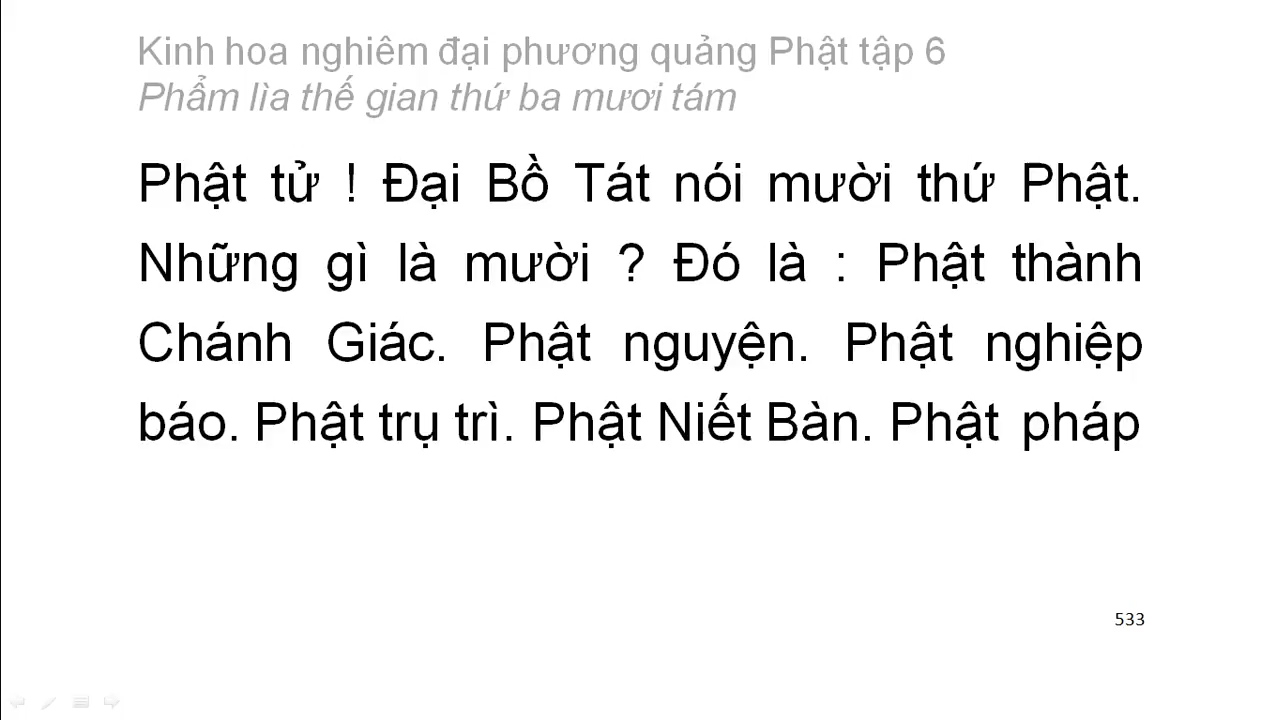 Kinh hoa nghiêm đại phương quảng Phật tập 6
Phẩm lìa thế gian thứ ba mươi tám
Phật tử ! Đại Bồ Tát nói mười thứ Phật.
Những gì là mười ? Đó là : Phật thành
Chánh Giác. Phật nguyện. Phật nghiệp
báo. Phật trụ trì. Phật Niết Bàn. Phật pháp
533